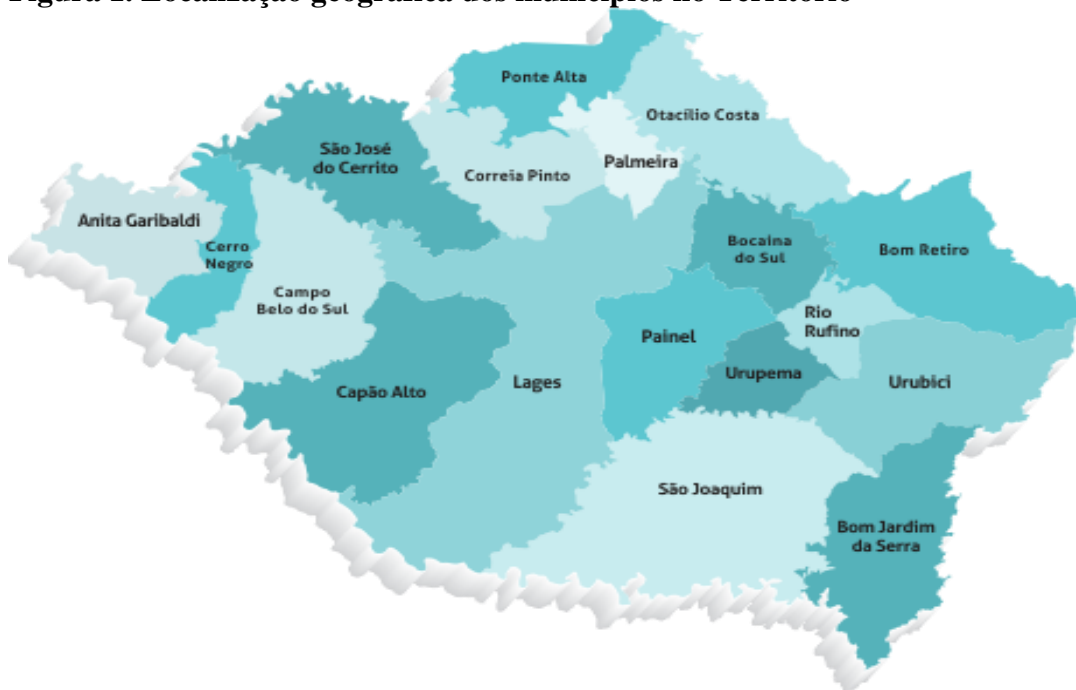 Figura 1. Localização geográfica dos municípios no Território
Ponte Alta
Otacílio Costa
São José
do Cerrito
Palmeira
Correia Pinto
Anita Garibaldi
Cerro
Negro
Bocaina
do Sul
Bom Retiro
Campo
Belo do Sul
Rio
Rufino
Painel
Urupema
Urubici
Lages
Capão Alto
São Joaquim
Bom Jardim
da Serra